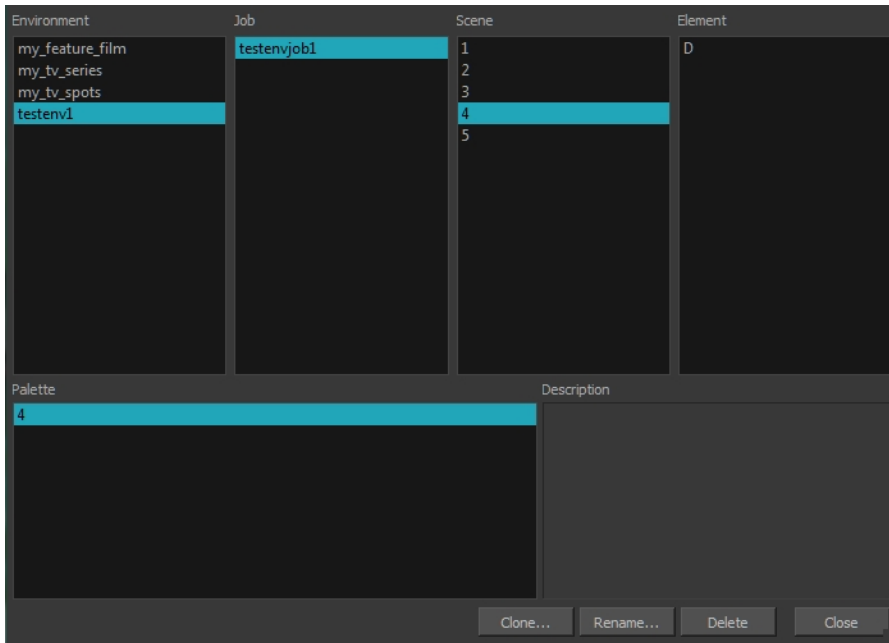 Environment
Job
Scene
Element
my_feature_film
my_tv_series
my_tv_spots
testenv1
testenvjob1
1
2
3
4
5
D
Palette
Description
4
Clone...
Rename...
Delete
Close